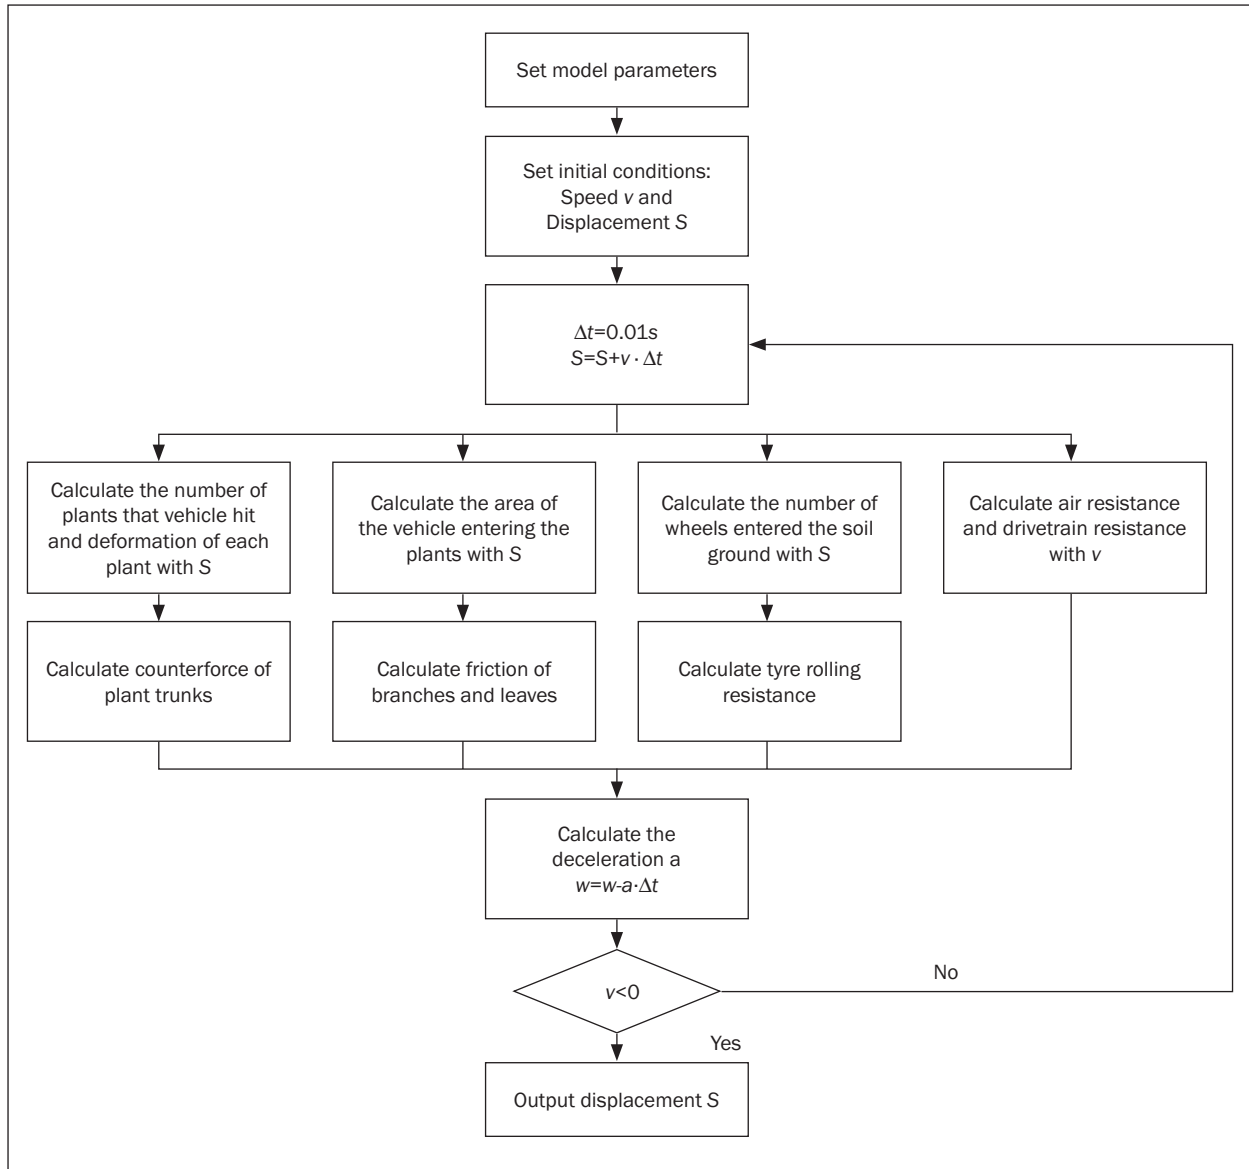 Set model parameters
Set initial conditions:
Speed v and
Displacement S
Δt=0.01s
S=S+v · Δt
Calculate the number of
plants that vehicle hit
and deformation of each
plant with S
Calculate the area of
the vehicle entering the
plants with S
Calculate the number of
wheels entered the soil
ground with S
Calculate air resistance
and drivetrain resistance
with v
Calculate counterforce of
plant trunks
Calculate friction of
branches and leaves
Calculate tyre rolling
resistance
Calculate the
deceleration a
w=w-a·Δt
v<0
No
Yes
Output displacement S